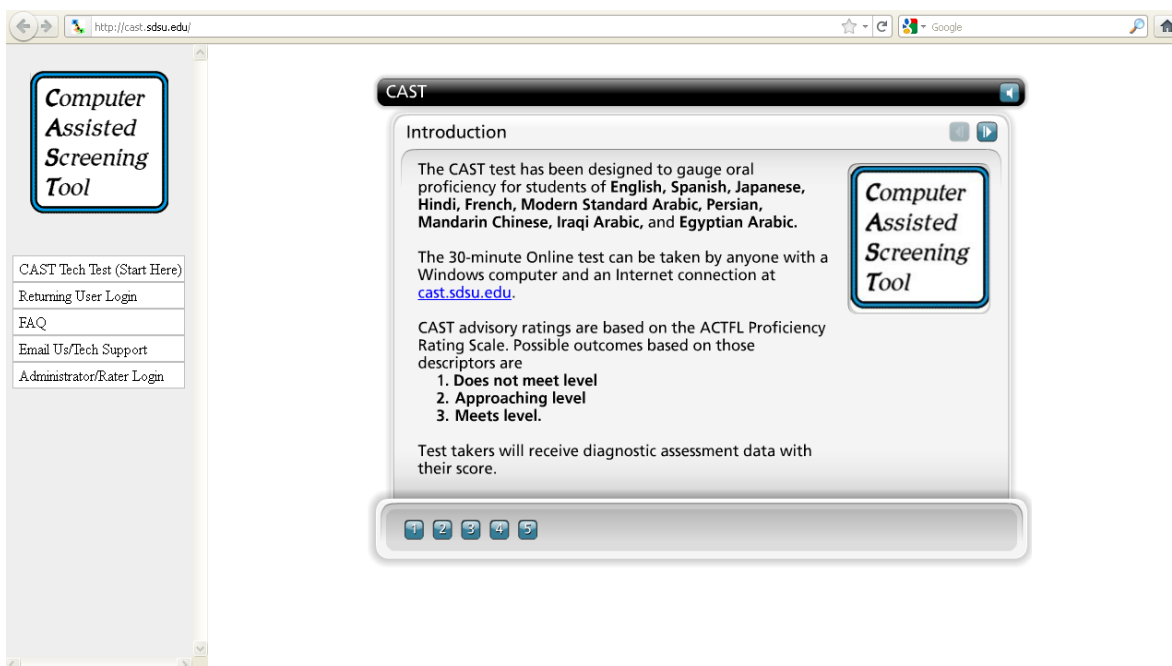 http://cast.sdsu.edu/
Google
Computer
Assisted
Screening
Tool
CAST Tech Test (Start Here)
Returning User Login
FAQ
Email Us/Tech Support
Administrator/Rater Login
CAST
Introduction
The CAST test has been designed to gauge oral
proficiency for students of English, Spanish, Japanese,
Hindi, French, Modern Standard Arabic, Persian,
Mandarin Chinese, Iraqi Arabic, and Egyptian Arabic.
The 30-minute Online test can be taken by anyone with a
Windows computer and an Internet connection at
cast.sdsu.edu.
CAST advisory ratings are based on the ACTFL Proficiency
Rating Scale. Possible outcomes based on those
descriptors are
1. Does not meet level
2. Approaching level
3. Meets level.
Test takers will receive diagnostic assessment data with
their score.
Computer
Assisted
Screening
Tool
1 2 3 4 5